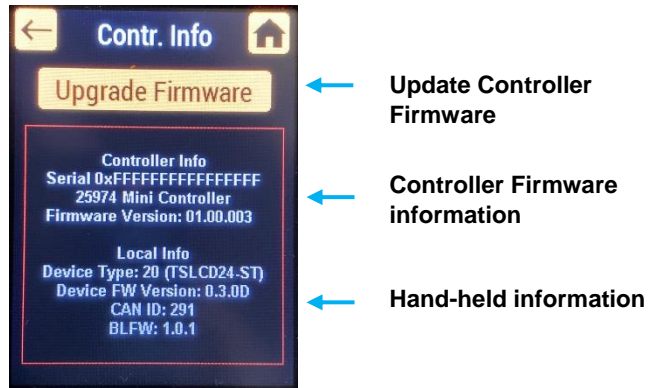 Contr. Info
Upgrade Firmware
Update Controller
Firmware
Controller Info
Serial 0xFFFFFFFFFFFFFFFF
25974 Mini Controller
Firmware Version: 01.00.003
Controller Firmware
information
Local Info
Device Type: 20 (TSLCD24-ST)
Device FW Version: 0.3.0D
CAN ID: 291
BLFW: 1.0.1
Hand-held information